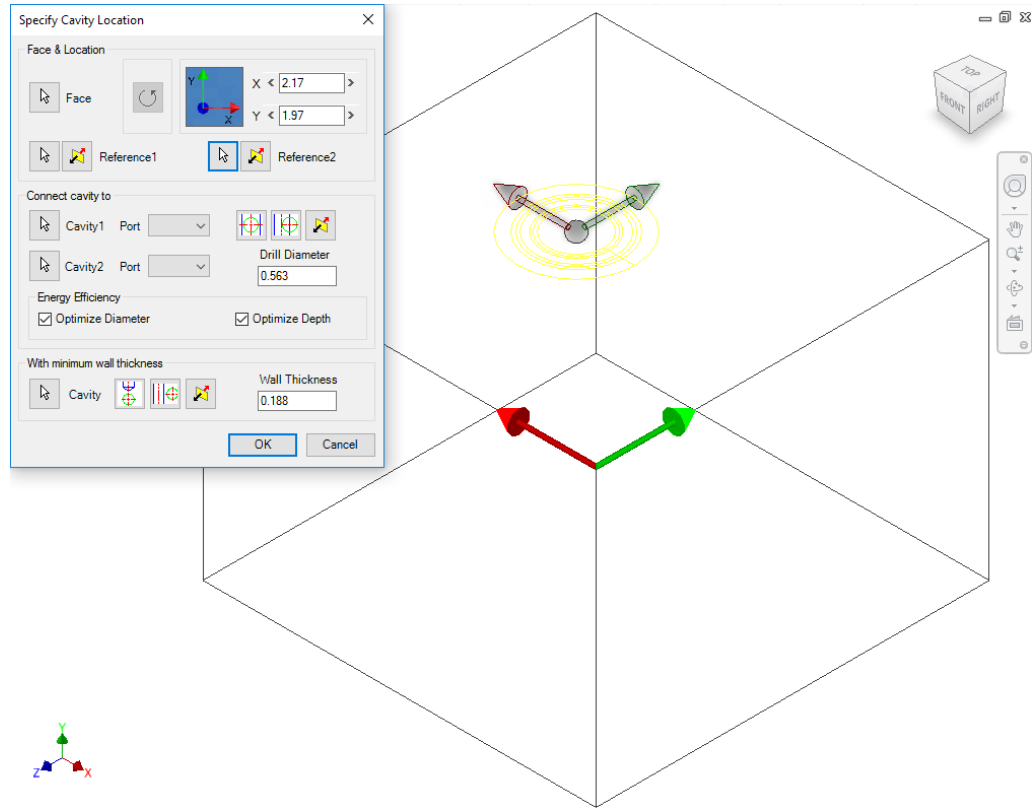 Specify Cavity Location
Face & Location
Face
Y
X
X < 2.17 >
Y < 1.97 >
Reference1
Reference2
Connect cavity to
Cavity1 Port
Cavity2 Port
Drill Diameter
0.563
Energy Efficiency
Optimize Diameter
Optimize Depth
With minimum wall thickness
Cavity
Wall Thickness
0.188
OK
Cancel
TOP
FRONT
RIGHT
Y
Z
X